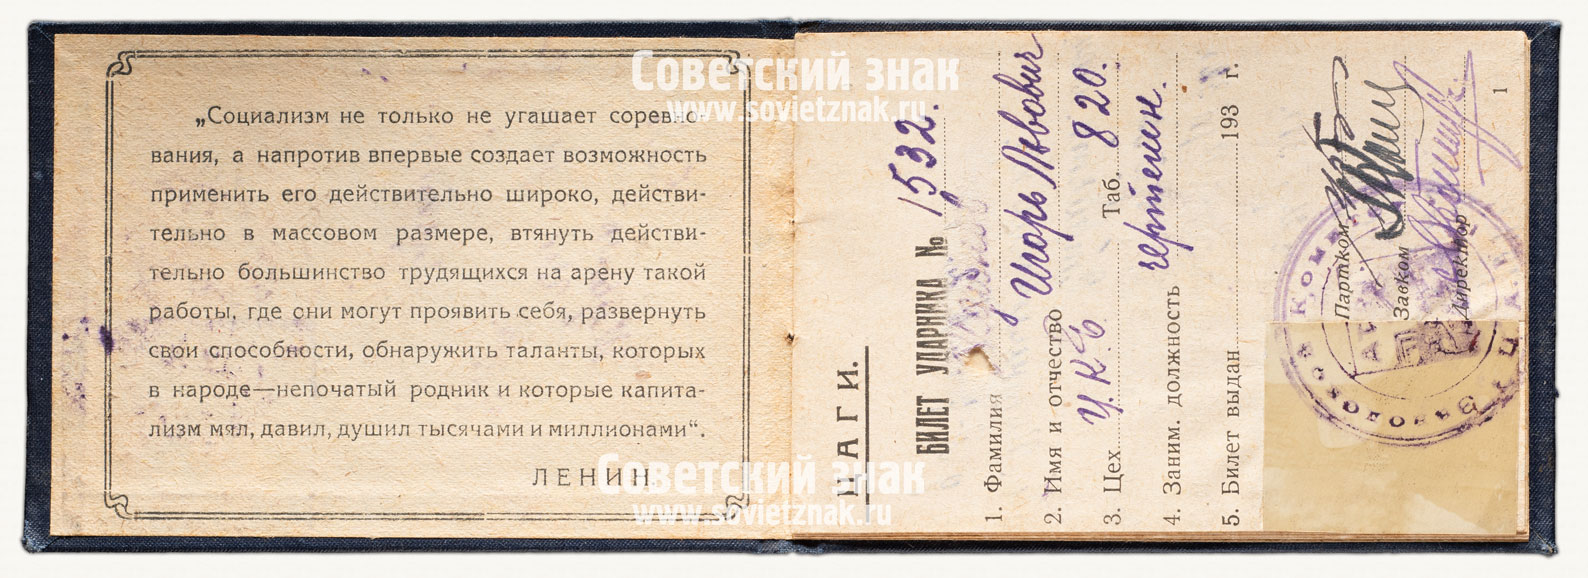 „Социализм не только не угашает соревно-
вания, а напротив впервые создает возможность
применить его действительно широко, действи-
тельно в массовом размере, втянуть действи-
тельно большинство трудящихся на арену такой
работы, где они могут проявить себя, развернуть
свои способности, обнаружить таланты, которых
в народе—непочатый родник и которые капита-
лизм мял, давил, душил тысячами и миллионами“.
ЛЕНИН.
ЦАГИ.
БИЛЕТ УДАРНИКА № 1532.
1. Фамилия
2. Имя и отчество Игорь Львович
3. Цех Таб. 820.
4. Заним. должность
5. Билет выдан 193 г.
Партком
Завком
Директор
1
Советский знак
www.sovietznak.ru
Советский знак
www.sovietznak.ru